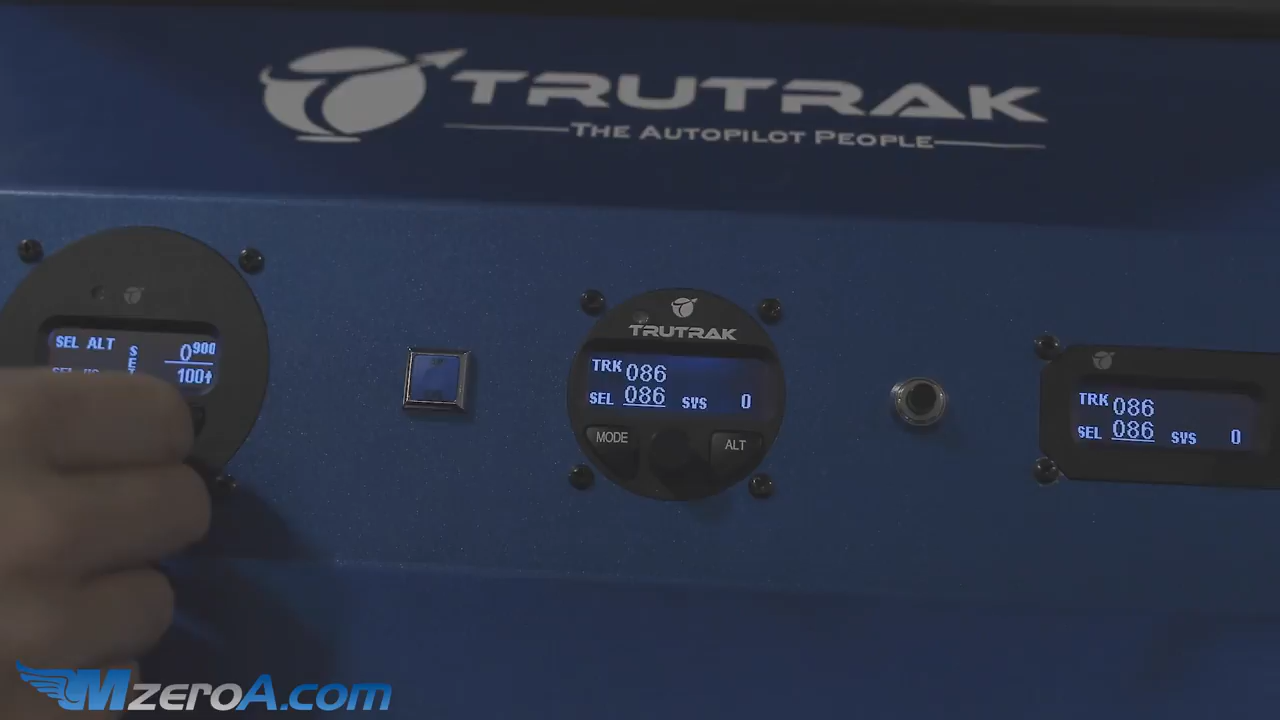 TRUTRAK
THE AUTOPILOT PEOPLE
SEL ALT
SET
0900
100↑
TRUTRAK
TRK 086
SEL 086 SVS 0
MODE
ALT
TRK 086
SEL 086 SVS 0
MzeroA.com